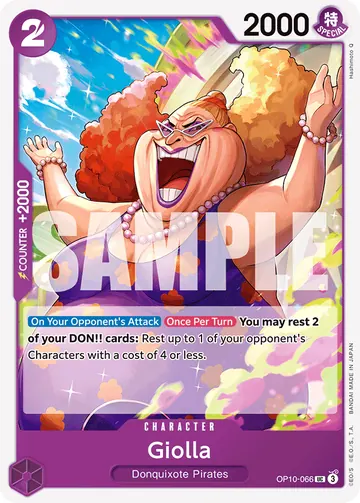 2
2000
特
SPECIAL
Hashimoto Q
COUNTER +2000
SAMPLE
On Your Opponent's Attack Once Per Turn You may rest 2
of your DON!! cards: Rest up to 1 of your opponent's
Characters with a cost of 4 or less.
CHARACTER
Giolla
Donquixote Pirates
OP10-066 UC 3
©E.O./S. ©E.O./S., T.A. BANDAI MADE IN JAPAN